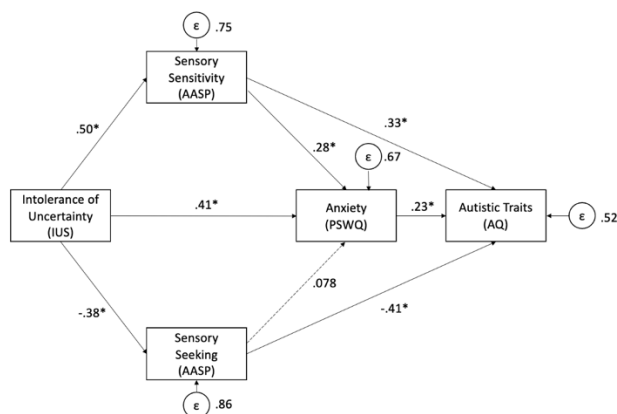 ε
.75
Sensory
Sensitivity
(AASP)
.50*
.33*
.28*
ε
.67
Intolerance of
Uncertainty
(IUS)
.41*
Anxiety
(PSWQ)
.23*
Autistic Traits
(AQ)
ε
.52
-.38*
.078
-.41*
Sensory
Seeking
(AASP)
ε
.86